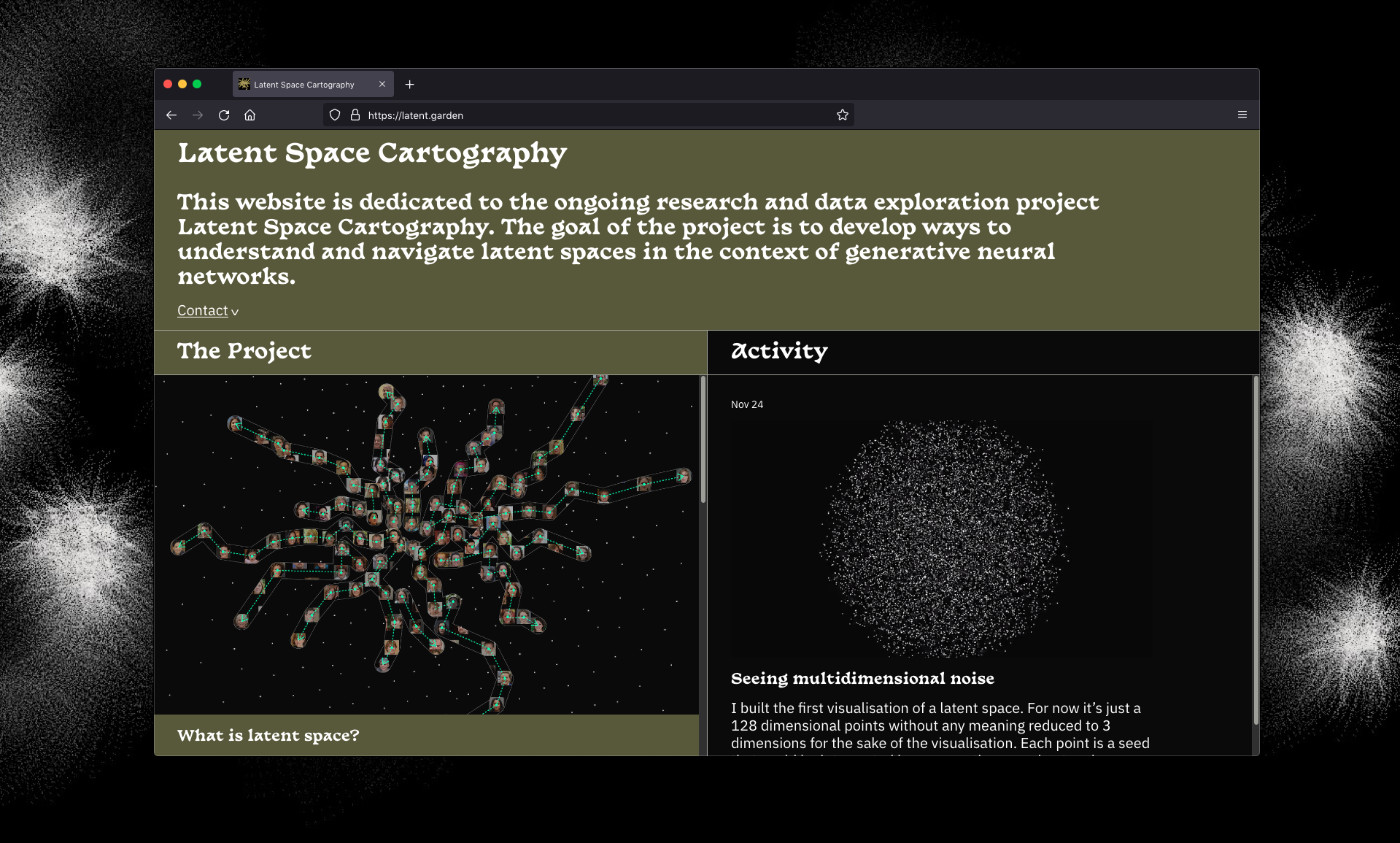 Latent Space Cartography
https://latent.garden
Latent Space Cartography
This website is dedicated to the ongoing research and data exploration project
Latent Space Cartography. The goal of the project is to develop ways to
understand and navigate latent spaces in the context of generative neural
networks.
Contact
The Project
What is latent space?
Activity
Nov 24
Seeing multidimensional noise
I built the first visualisation of a latent space. For now it’s just a
128 dimensional points without any meaning reduced to 3
dimensions for the sake of the visualisation. Each point is a seed